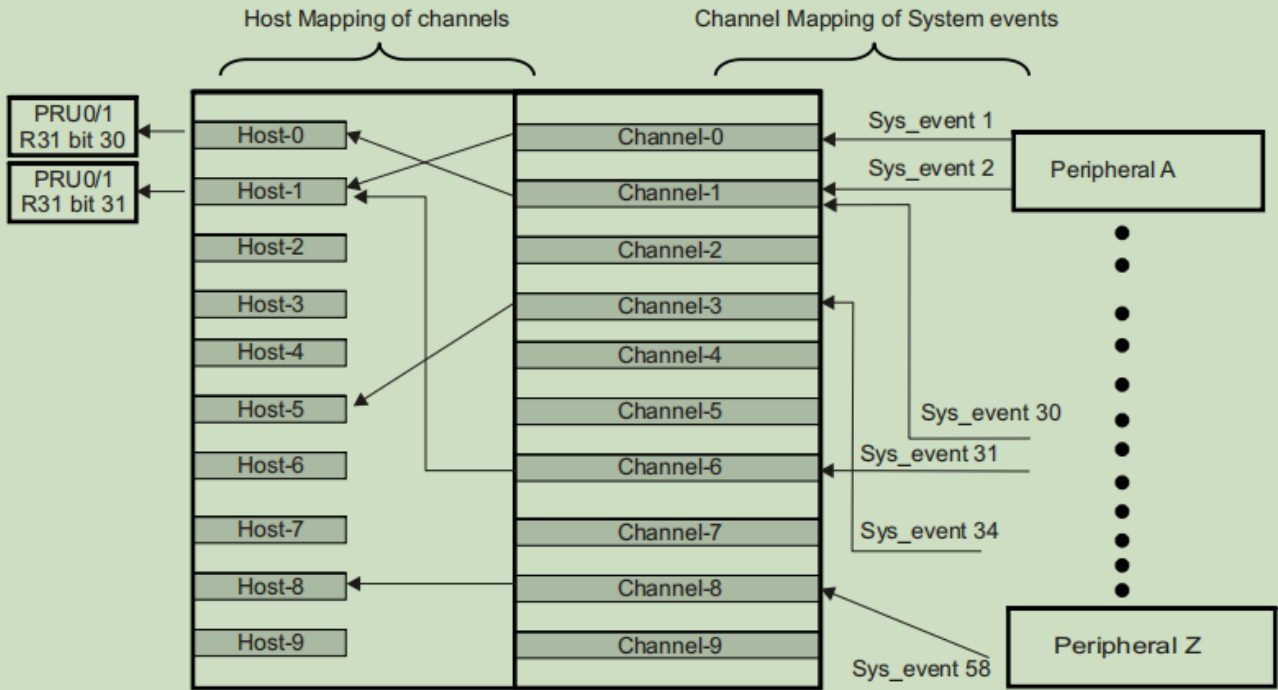 Host Mapping of channels
Channel Mapping of System events
PRU0/1
R31 bit 30
PRU0/1
R31 bit 31
Host-0
Host-1
Host-2
Host-3
Host-4
Host-5
Host-6
Host-7
Host-8
Host-9
Channel-0
Channel-1
Channel-2
Channel-3
Channel-4
Channel-5
Channel-6
Channel-7
Channel-8
Channel-9
Sys_event 1
Sys_event 2
Sys_event 30
Sys_event 31
Sys_event 34
Sys_event 58
Peripheral A
Peripheral Z